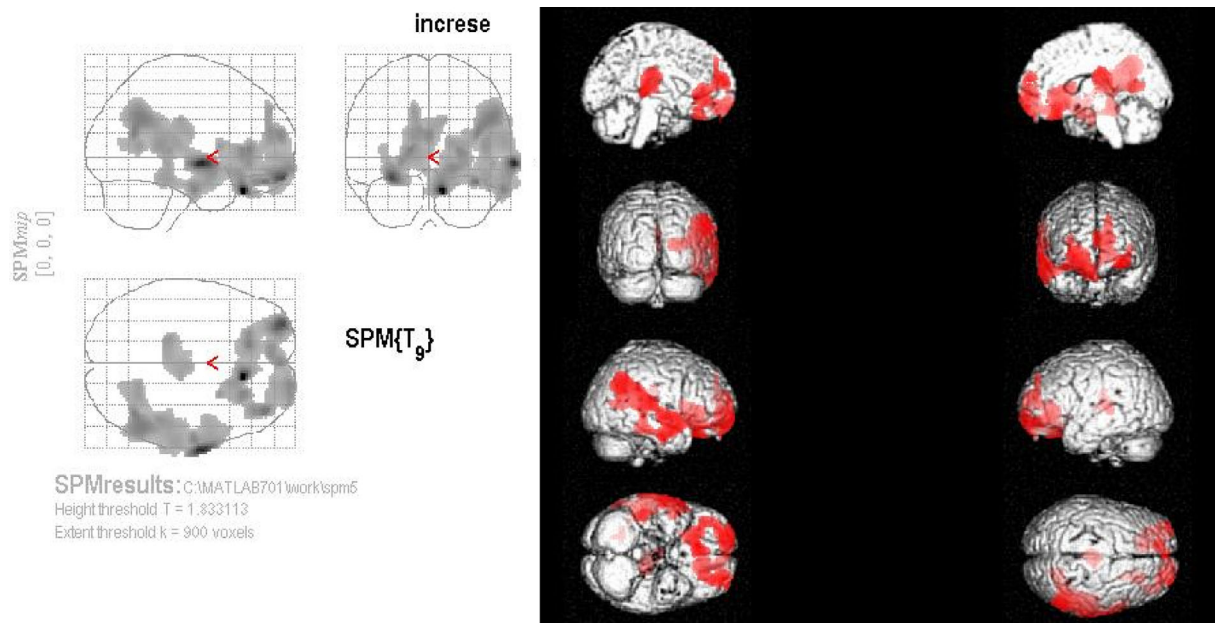 increse
SPMmip
[0, 0, 0]
<
<
<
SPM{T9}
SPMresults: C:\MATLAB701\work\spm5
Height threshold T = 1.833113
Extent threshold k = 900 voxels